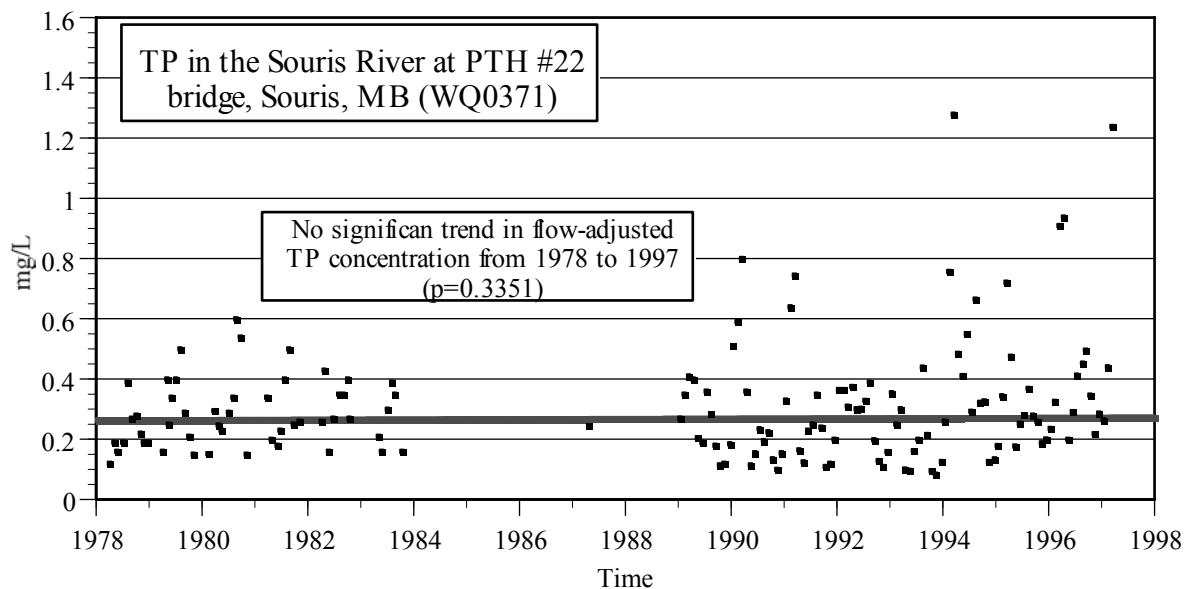 1.6
TP in the Souris River at PTH #22
bridge, Souris, MB (WQ0371)
1.4
1.2
1
No significan trend in flow-adjusted
TP concentration from 1978 to 1997
(p=0.3351)
0.8
0.6
0.4
0.2
0
mg/L
1978 1980 1982 1984 1986 1988 1990 1992 1994 1996 1998
Time